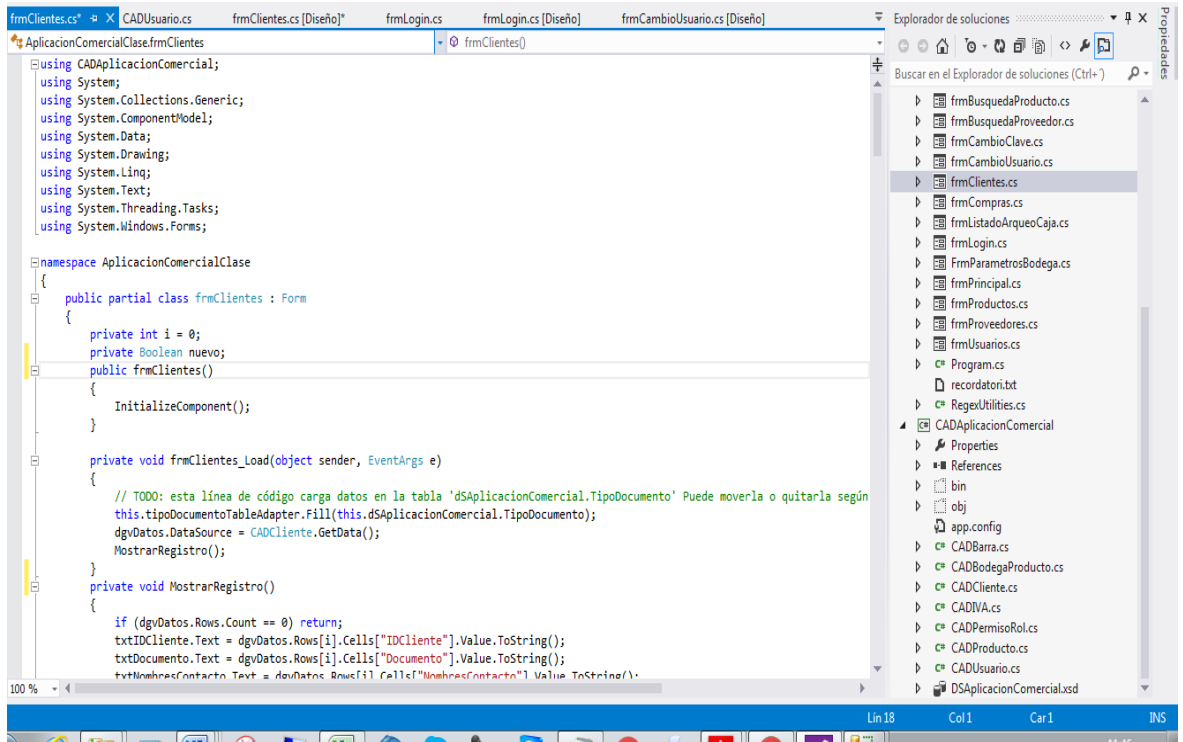 frmClientes.cs* CADUsuario.cs frmClientes.cs [Diseño]* frmLogin.cs frmLogin.cs [Diseño] frmCambioUsuario.cs [Diseño]
AplicacionComercialClase.frmClientes frmClientes()
using CADAplicacionComercial;
using System;
using System.Collections.Generic;
using System.ComponentModel;
using System.Data;
using System.Drawing;
using System.Linq;
using System.Text;
using System.Threading.Tasks;
using System.Windows.Forms;
namespace AplicacionComercialClase
{
public partial class frmClientes : Form
{
private int i = 0;
private Boolean nuevo;
public frmClientes()
{
InitializeComponent();
}
private void frmClientes_Load(object sender, EventArgs e)
{
// TODO: esta línea de código carga datos en la tabla 'dSAplicacionComercial.TipoDocumento' Puede moverla o quitarla según
this.tipoDocumentoTableAdapter.Fill(this.dSAplicacionComercial.TipoDocumento);
dgvDatos.DataSource = CADCliente.GetData();
MostrarRegistro();
}
private void MostrarRegistro()
{
if (dgvDatos.Rows.Count == 0) return;
txtIDCliente.Text = dgvDatos.Rows[i].Cells["IDCliente"].Value.ToString();
txtDocumento.Text = dgvDatos.Rows[i].Cells["Documento"].Value.ToString();
txtNombresContacto.Text = dgvDatos.Rows[i].Cells["NombresContacto"].Value.ToString();
100 %
Explorador de soluciones
Buscar en el Explorador de soluciones (Ctrl+´)
frmBusquedaProducto.cs
frmBusquedaProveedor.cs
frmCambioClave.cs
frmCambioUsuario.cs
frmClientes.cs
frmCompras.cs
frmListadoArqueoCaja.cs
frmLogin.cs
FrmParametrosBodega.cs
frmPrincipal.cs
frmProductos.cs
frmProveedores.cs
frmUsuarios.cs
C# Program.cs
recordatori.txt
C# RegexUtilities.cs
C# CADAplicacionComercial
Properties
References
bin
obj
app.config
C# CADBarra.cs
C# CADBodegaProducto.cs
C# CADCliente.cs
C# CADIVA.cs
C# CADPermisoRol.cs
C# CADProducto.cs
C# CADUsuario.cs
DSAplicacionComercial.xsd
Propiedades
Lín 18 Col 1 Car 1 INS